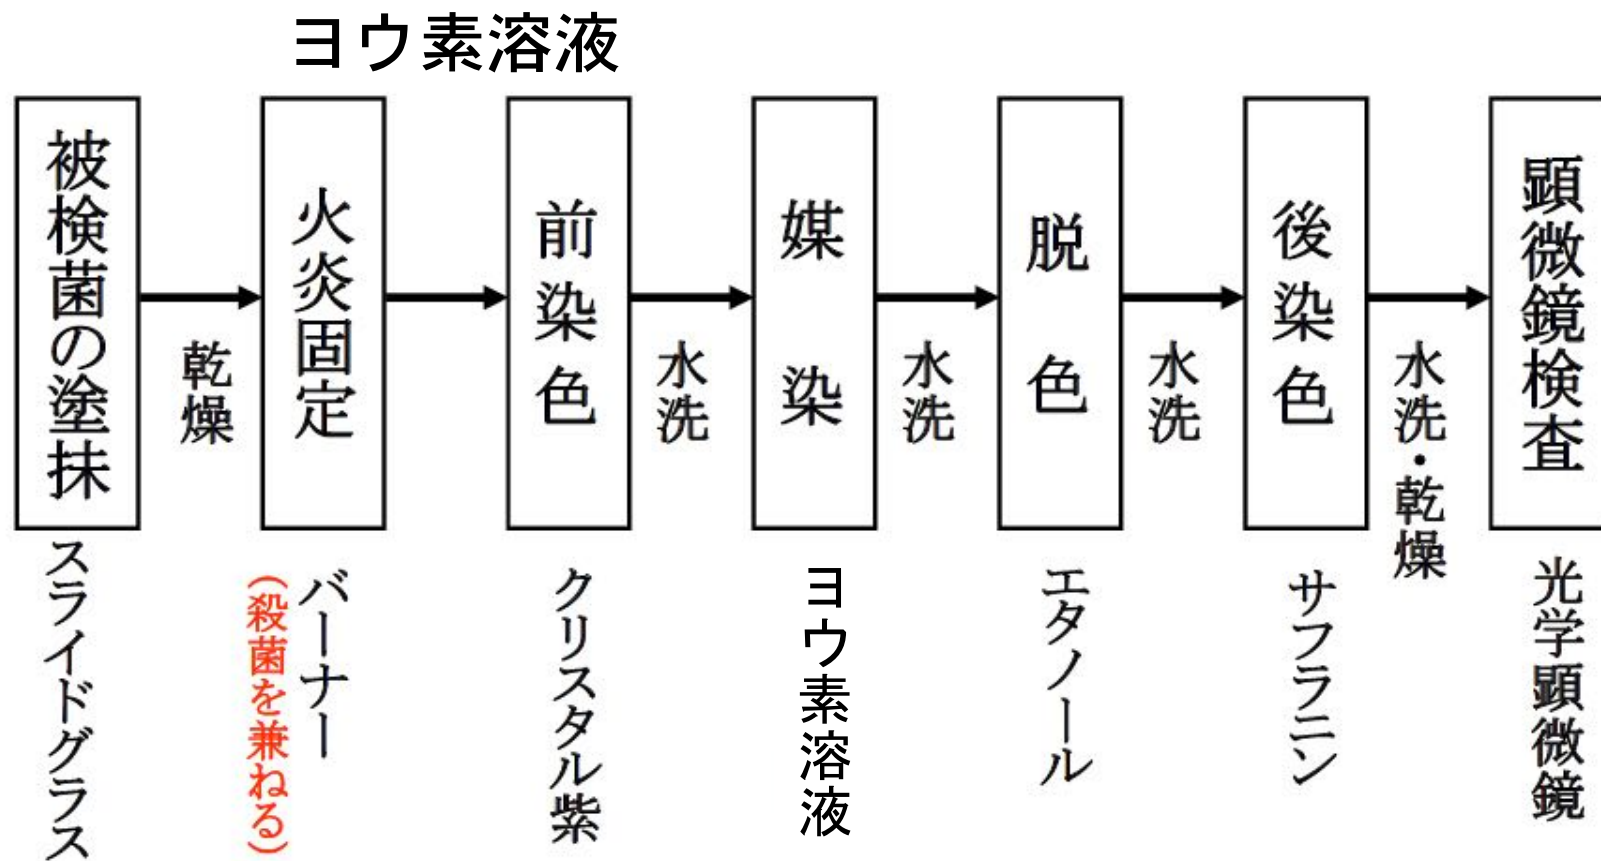 ヨウ素溶液
被検菌の塗抹
乾燥
火炎固定
前染色
水洗
媒染
水洗
脱色
水洗
後染色
水洗・乾燥
顕微鏡検査
スライドグラス
バーナー
(殺菌を兼ねる)
クリスタル紫
ヨウ素溶液
エタノール
サフラニン
光学顕微鏡